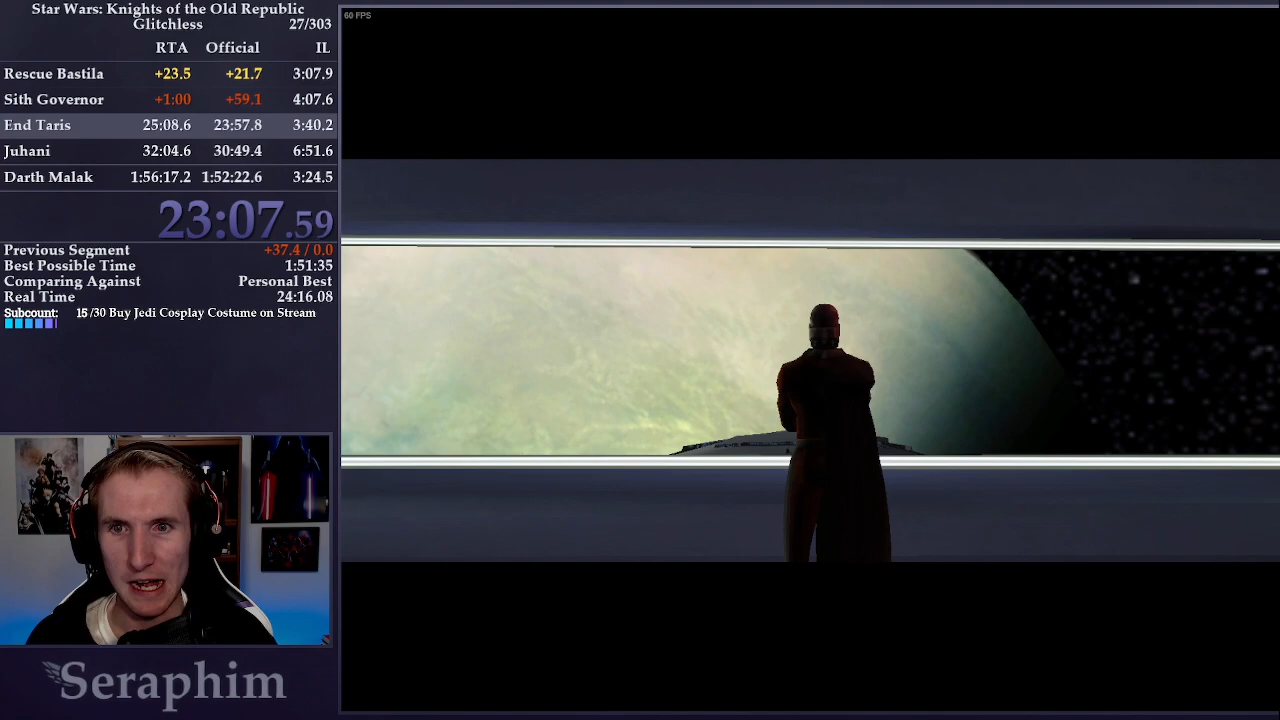 Star Wars: Knights of the Old Republic
Glitchless 27/303
RTA Official IL
Rescue Bastila +23.5 +21.7 3:07.9
Sith Governor +1:00 +59.1 4:07.6
End Taris 25:08.6 23:57.8 3:40.2
Juhani 32:04.6 30:49.4 6:51.6
Darth Malak 1:56:17.2 1:52:22.6 3:24.5
23:07.59
Previous Segment +37.4 / 0.0
Best Possible Time 1:51:35
Comparing Against Personal Best
Real Time 24:16.08
Subcount: 15 /30 Buy Jedi Cosplay Costume on Stream
60 FPS
Seraphim